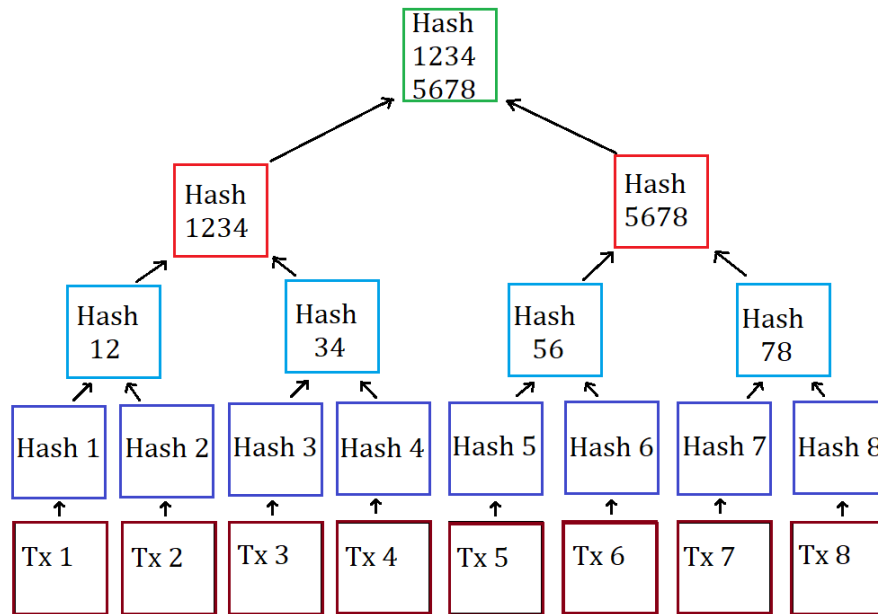 Hash
1234
5678
Hash
1234
Hash
5678
Hash
12
Hash
34
Hash
56
Hash
78
Hash 1
Hash 2
Hash 3
Hash 4
Hash 5
Hash 6
Hash 7
Hash 8
Tx 1
Tx 2
Tx 3
Tx 4
Tx 5
Tx 6
Tx 7
Tx 8